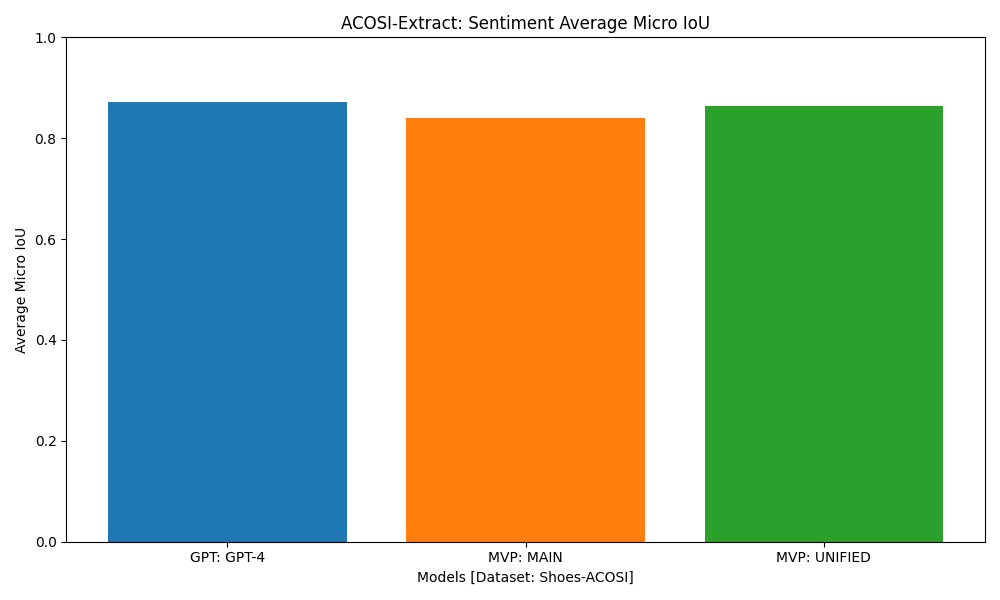 ACOSI-Extract: Sentiment Average Micro IoU
1.0
0.8
0.6
0.4
0.2
0.0
Average Micro IoU
GPT: GPT-4
MVP: MAIN
MVP: UNIFIED
Models [Dataset: Shoes-ACOSI]